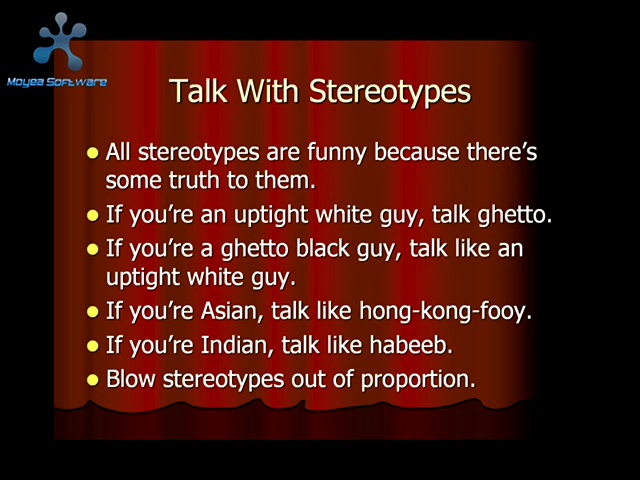 Moyea Software
Talk With Stereotypes
All stereotypes are funny because there's
some truth to them.
If you're an uptight white guy, talk ghetto.
If you're a ghetto black guy, talk like an
uptight white guy.
If you're Asian, talk like hong-kong-fooy.
If you're Indian, talk like habeeb.
Blow stereotypes out of proportion.